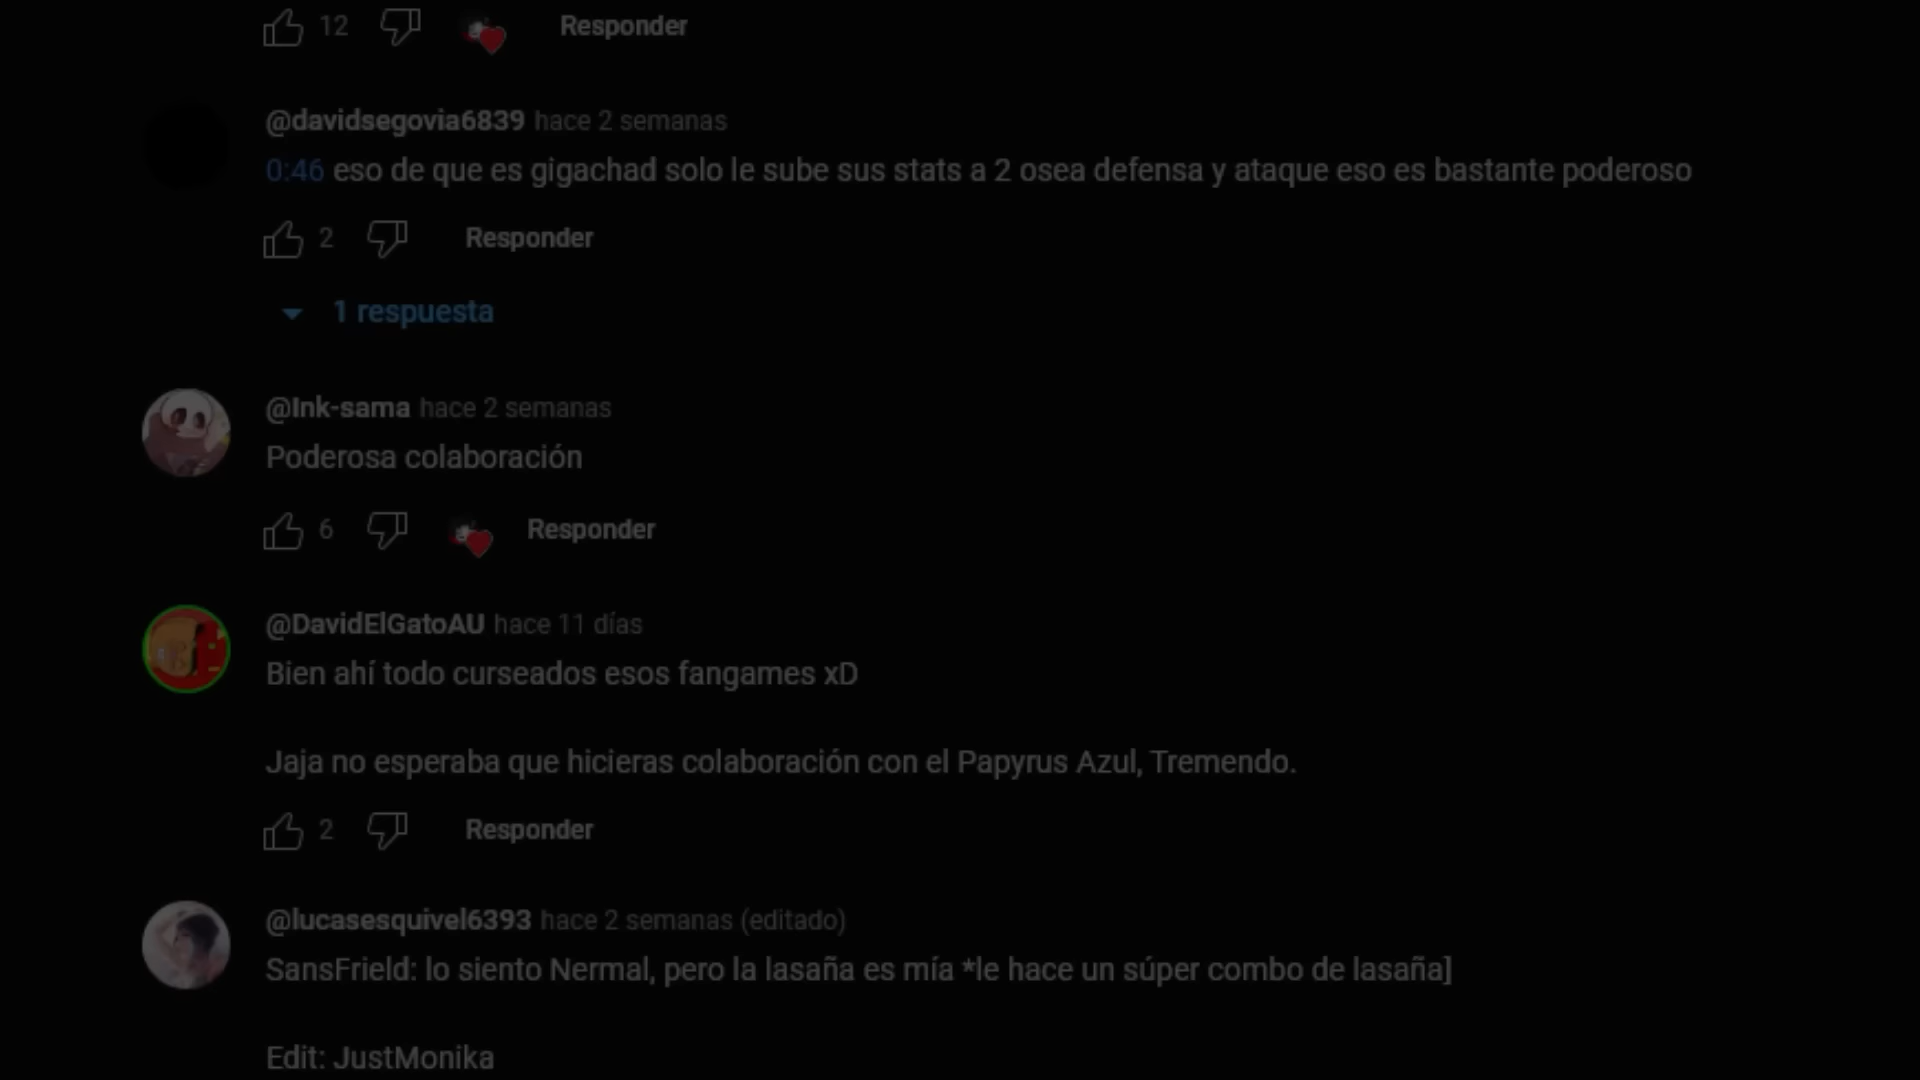 12 Responder
@davidsegovia6839 hace 2 semanas
0:46 eso de que es gigachad solo le sube sus stats a 2 osea defensa y ataque eso es bastante poderoso
2 Responder
1 respuesta
@Ink-sama hace 2 semanas
Poderosa colaboración
6 Responder
@DavidElGatoAU hace 11 días
Bien ahí todo curseados esos fangames xD
Jaja no esperaba que hicieras colaboración con el Papyrus Azul, Tremendo.
2 Responder
@lucasesquivel6393 hace 2 semanas (editado)
SansFrield: lo siento Nermal, pero la lasaña es mía *le hace un súper combo de lasaña]
Edit: JustMonika